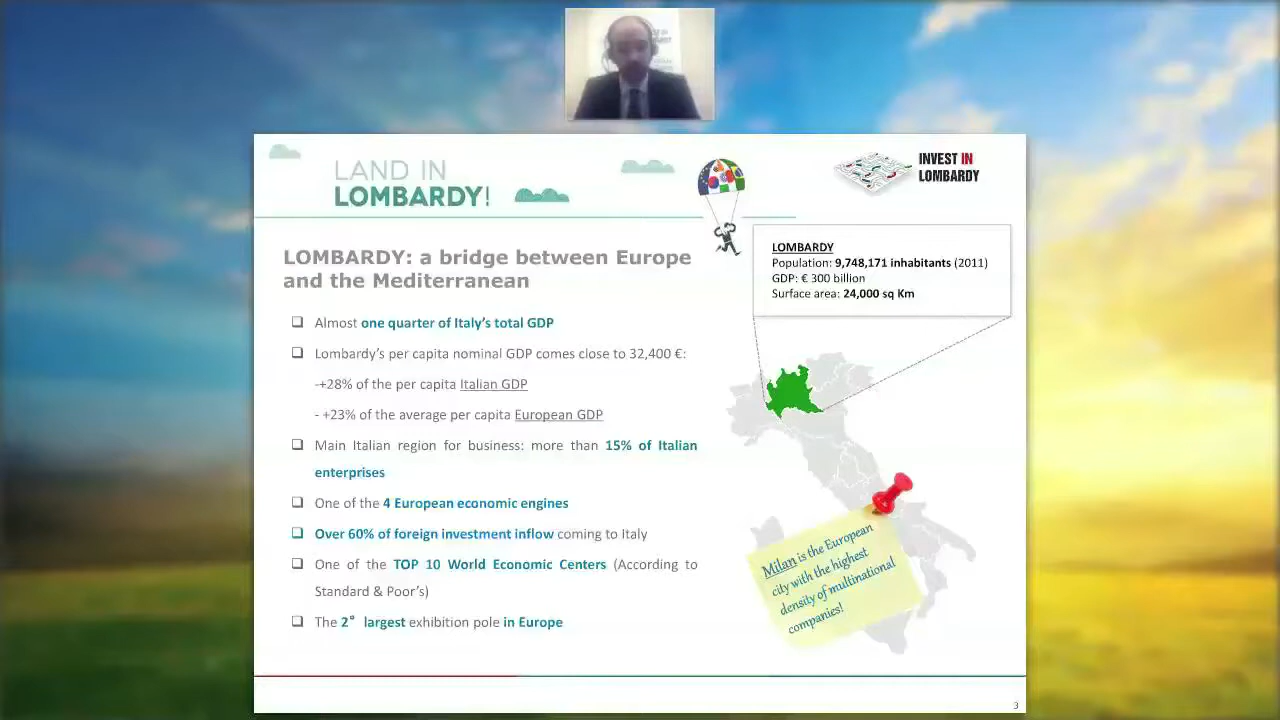 LAND IN
LOMBARDY!
INVEST IN
LOMBARDY
LOMBARDY: a bridge between Europe
and the Mediterranean
LOMBARDY
Population: 9,748,171 inhabitants (2011)
GDP: € 300 billion
Surface area: 24,000 sq Km
Almost one quarter of Italy's total GDP
Lombardy's per capita nominal GDP comes close to 32,400 €:
-+28% of the per capita Italian GDP
- +23% of the average per capita European GDP
Main Italian region for business: more than 15% of Italian
enterprises
One of the 4 European economic engines
Over 60% of foreign investment inflow coming to Italy
One of the TOP 10 World Economic Centers (According to
Standard & Poor's)
The 2° largest exhibition pole in Europe
Milan is the European
city with the highest
density of multinational
companies!
3